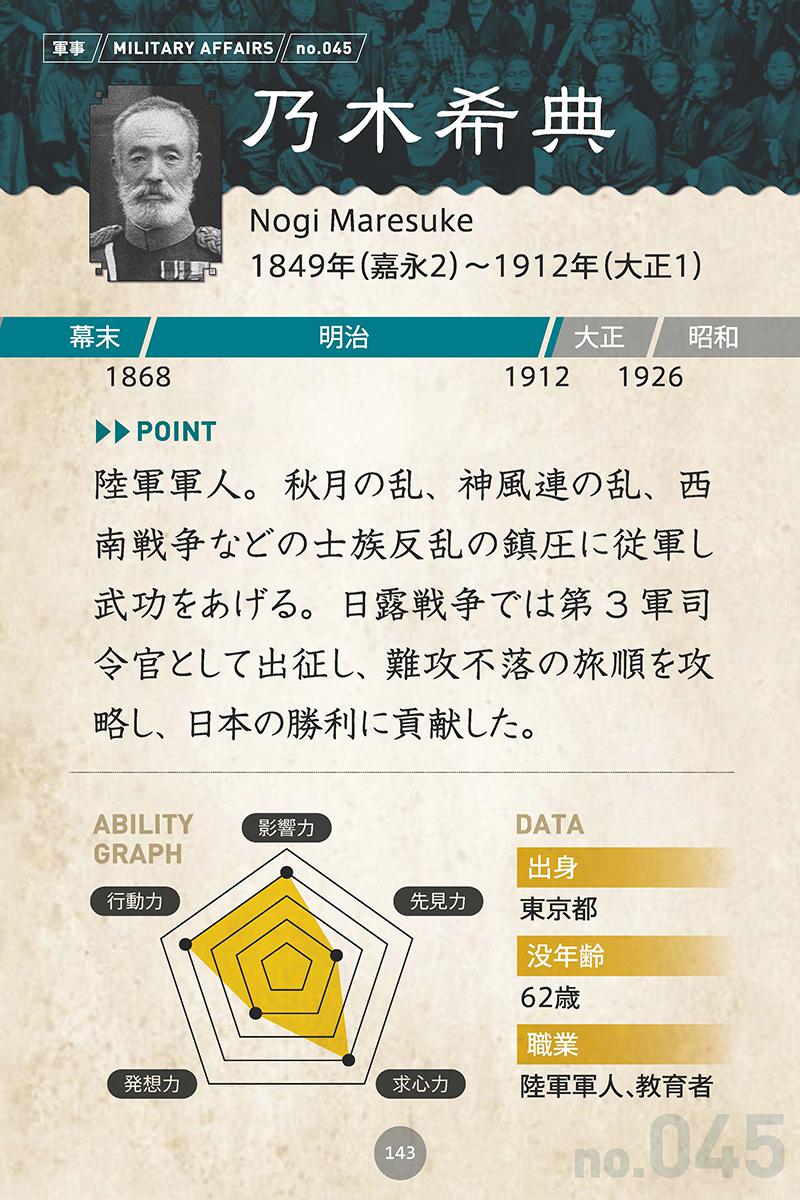 軍事 MILITARY AFFAIRS no.045
乃木希典
Nogi Maresuke
1849年(嘉永2)～1912年(大正1)
幕末 明治 大正 昭和
1868 1912 1926
POINT
陸軍軍人。秋月の乱、神風連の乱、西
南戦争などの士族反乱の鎮圧に従軍し
武功をあげる。日露戦争では第3軍司
令官として出征し、難攻不落の旅順を攻
略し、日本の勝利に貢献した。
ABILITY
GRAPH
影響力
行動力
先見力
発想力
求心力
DATA
出身
東京都
没年齢
62歳
職業
陸軍軍人、教育者
143
no.045